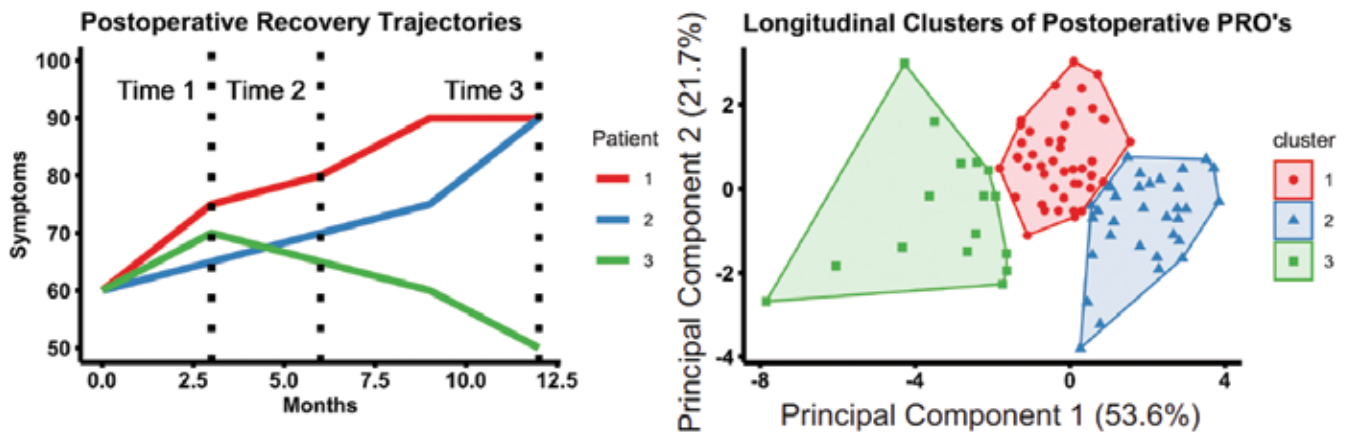 Postoperative Recovery Trajectories
100
90
80
70
60
50
Symptoms
Time 1
Time 2
Time 3
0.0 2.5 5.0 7.5 10.0 12.5
Months
Patient
1
2
3
Longitudinal Clusters of Postoperative PRO's
Principal Component 2 (21.7%)
2
0
-2
-4
-8 -4 0 4
Principal Component 1 (53.6%)
cluster
1
2
3